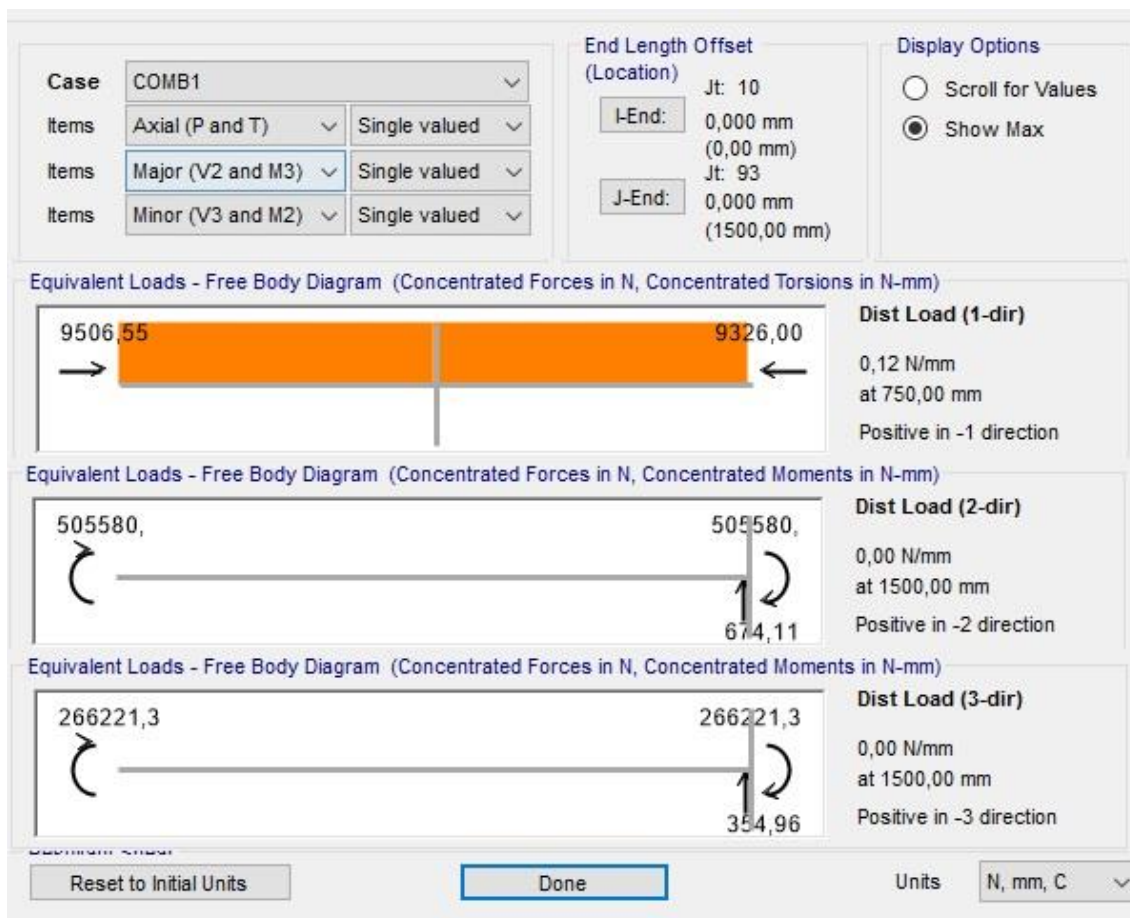 End Length Offset
(Location)
Display Options
Case COMB1
Items Axial (P and T) Single valued
Items Major (V2 and M3) Single valued
Items Minor (V3 and M2) Single valued
I-End:
Jt: 10
0,000 mm
(0,00 mm)
J-End:
Jt: 93
0,000 mm
(1500,00 mm)
Scroll for Values
Show Max
Equivalent Loads - Free Body Diagram (Concentrated Forces in N, Concentrated Torsions in N-mm)
9506,55 9326,00
Dist Load (1-dir)
0,12 N/mm
at 750,00 mm
Positive in -1 direction
Equivalent Loads - Free Body Diagram (Concentrated Forces in N, Concentrated Moments in N-mm)
505580, 505580,
674,11
Dist Load (2-dir)
0,00 N/mm
at 1500,00 mm
Positive in -2 direction
Equivalent Loads - Free Body Diagram (Concentrated Forces in N, Concentrated Moments in N-mm)
266221,3 266221,3
354,96
Dist Load (3-dir)
0,00 N/mm
at 1500,00 mm
Positive in -3 direction
Reset to Initial Units Done Units N, mm, C